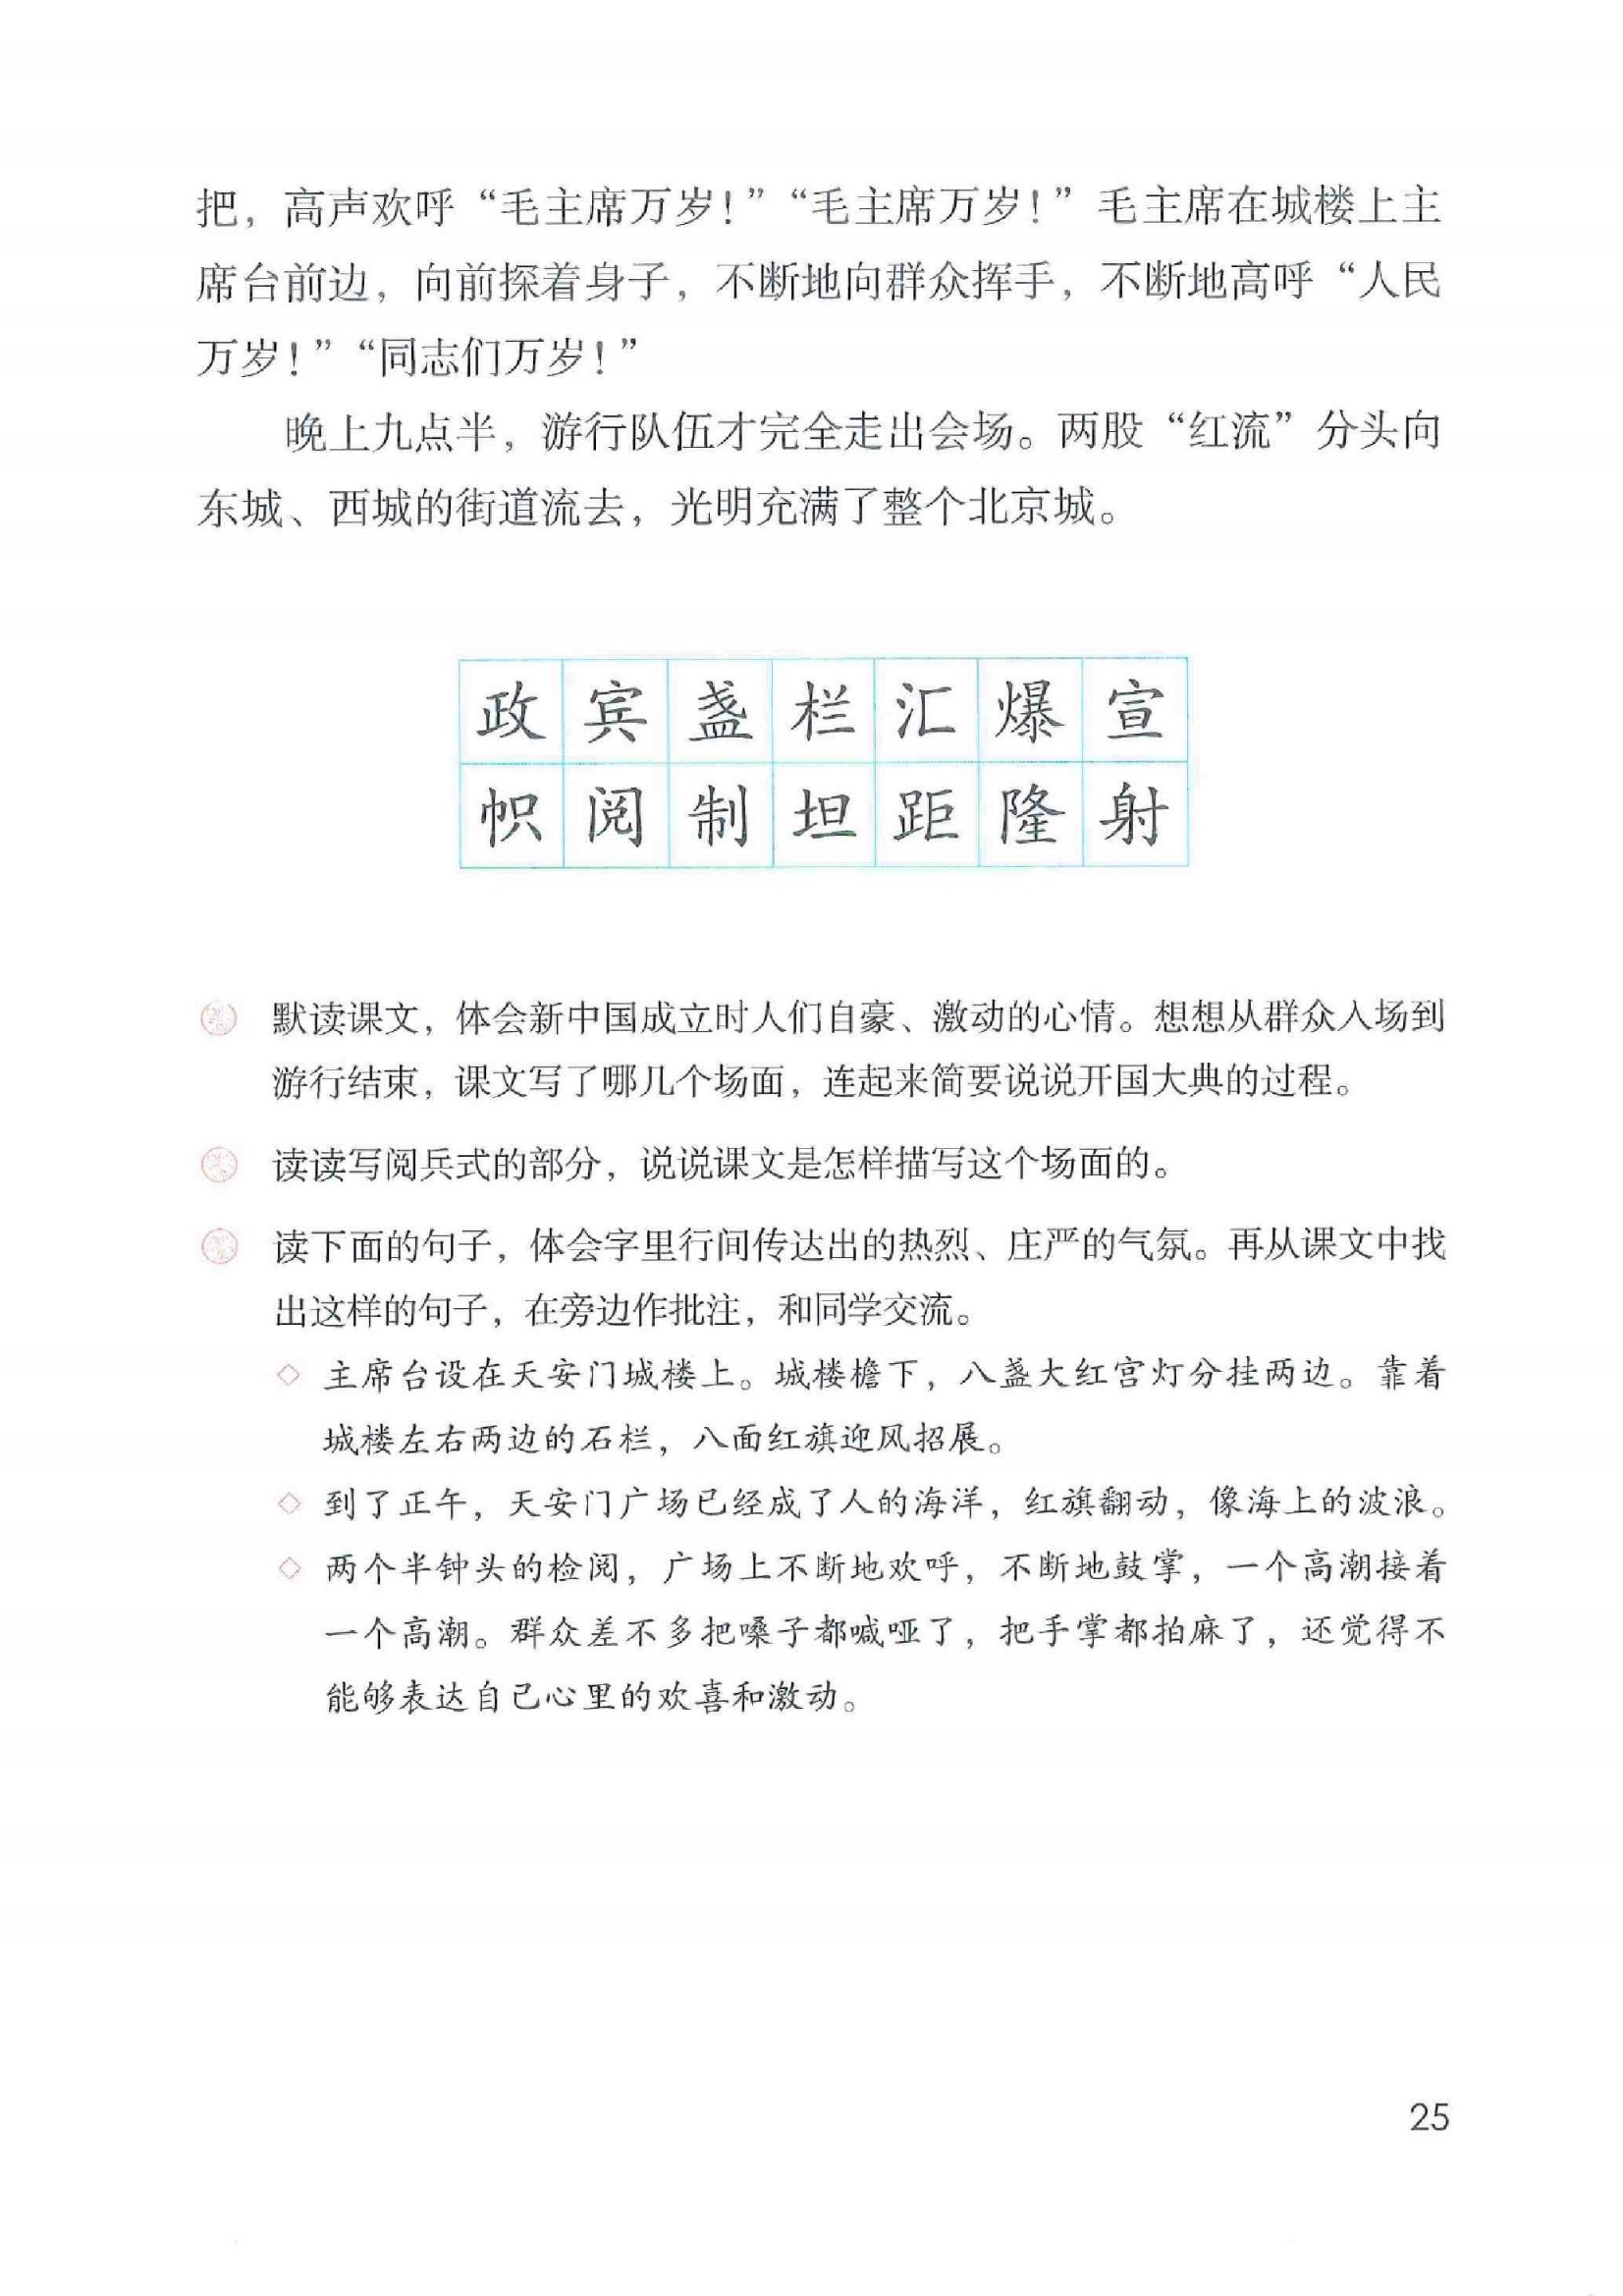 把，高声欢呼“毛主席万岁！”“毛主席万岁！”毛主席在城楼上主
席台前边，向前探着身子，不断地向群众挥手，不断地高呼“人民
万岁！”“同志们万岁！”
晚上九点半，游行队伍才完全走出会场。两股“红流”分头向
东城、西城的街道流去，光明充满了整个北京城。
政宾盏栏汇爆宣
帜阅制坦距隆射
默读课文，体会新中国成立时人们自豪、激动的心情。想想从群众入场到
游行结束，课文写了哪几个场面，连起来简要说说开国大典的过程。
读读写阅兵式的部分，说说课文是怎样描写这个场面的。
读下面的句子，体会字里行间传达出的热烈、庄严的气氛。再从课文中找
出这样的句子，在旁边作批注，和同学交流。
◇ 主席台设在天安门城楼上。城楼檐下，八盏大红宫灯分挂两边。靠着
城楼左右两边的石栏，八面红旗迎风招展。
◇ 到了正午，天安门广场已经成了人的海洋，红旗翻动，像海上的波浪。
◇ 两个半钟头的检阅，广场上不断地欢呼，不断地鼓掌，一个高潮接着
一个高潮。群众差不多把嗓子都喊哑了，把手掌都拍麻了，还觉得不
能够表达自己心里的欢喜和激动。
25